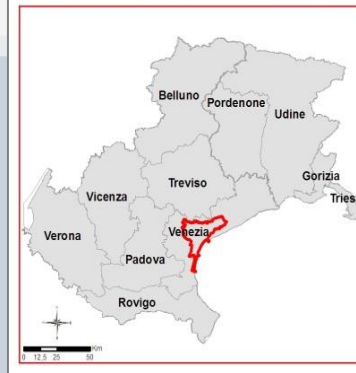 Belluno
Pordenone
Udine
Treviso
Gorizia
Tries
Vicenza
Venezia
Verona
Padova
Rovigo
Km
0 12,5 25 50